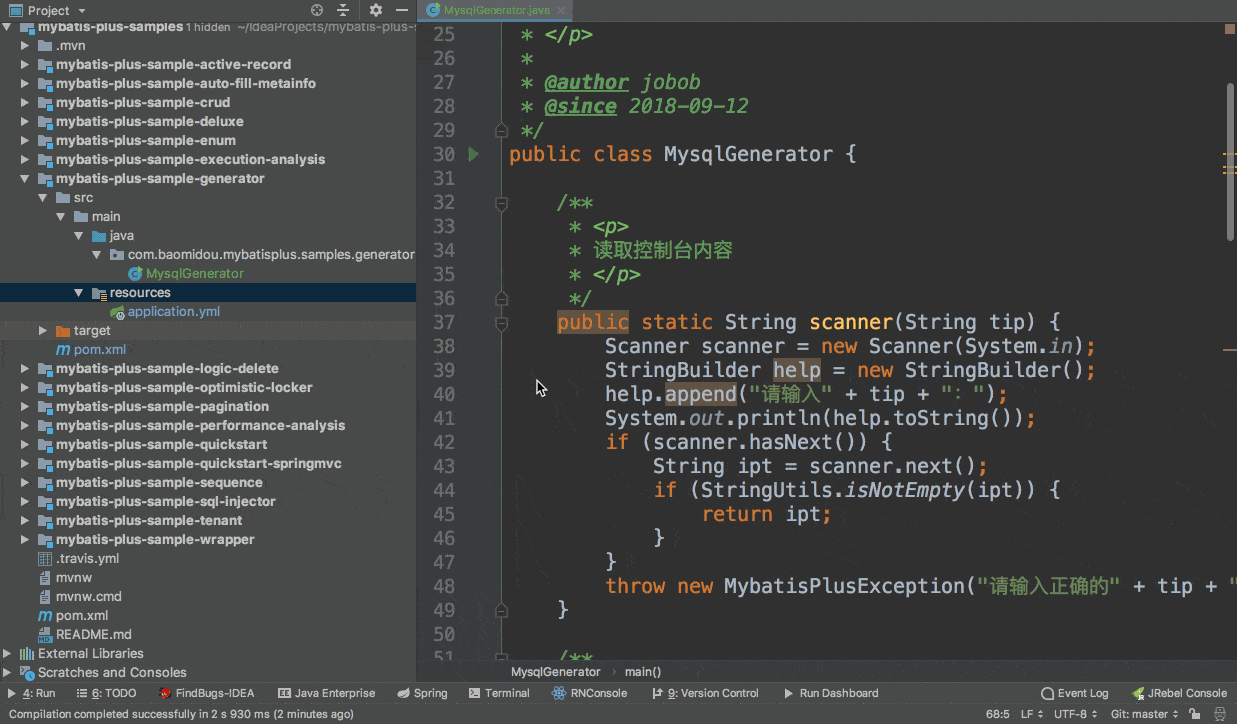 Project
MysqlGenerator.java
mybatis-plus-samples 1 hidden ~/IdeaProjects/mybatis-plus-s
.mvn
mybatis-plus-sample-active-record
mybatis-plus-sample-auto-fill-metainfo
mybatis-plus-sample-crud
mybatis-plus-sample-deluxe
mybatis-plus-sample-enum
mybatis-plus-sample-execution-analysis
mybatis-plus-sample-generator
src
main
java
com.baomidou.mybatisplus.samples.generator
MysqlGenerator
resources
application.yml
target
pom.xml
mybatis-plus-sample-logic-delete
mybatis-plus-sample-optimistic-locker
mybatis-plus-sample-pagination
mybatis-plus-sample-performance-analysis
mybatis-plus-sample-quickstart
mybatis-plus-sample-quickstart-springmvc
mybatis-plus-sample-sequence
mybatis-plus-sample-sql-injector
mybatis-plus-sample-tenant
mybatis-plus-sample-wrapper
.travis.yml
mvnw
mvnw.cmd
pom.xml
README.md
External Libraries
Scratches and Consoles
25 * </p>
26 *
27 * @author jobob
28 * @since 2018-09-12
29 */
30 public class MysqlGenerator {
31
32 /**
33 * <p>
34 * 读取控制台内容
35 * </p>
36 */
37 public static String scanner(String tip) {
38 Scanner scanner = new Scanner(System.in);
39 StringBuilder help = new StringBuilder();
40 help.append("请输入" + tip + "：");
41 System.out.println(help.toString());
42 if (scanner.hasNext()) {
43 String ipt = scanner.next();
44 if (StringUtils.isNotEmpty(ipt)) {
45 return ipt;
46 }
47 }
48 throw new MybatisPlusException("请输入正确的" + tip + "
49 }
50
51 /**
MysqlGenerator › main()
4: Run 6: TODO FindBugs-IDEA Java Enterprise Spring Terminal RNConsole 9: Version Control Run Dashboard Event Log JRebel Console
Compilation completed successfully in 2 s 930 ms (2 minutes ago) 68:5 LF UTF-8 Git: master